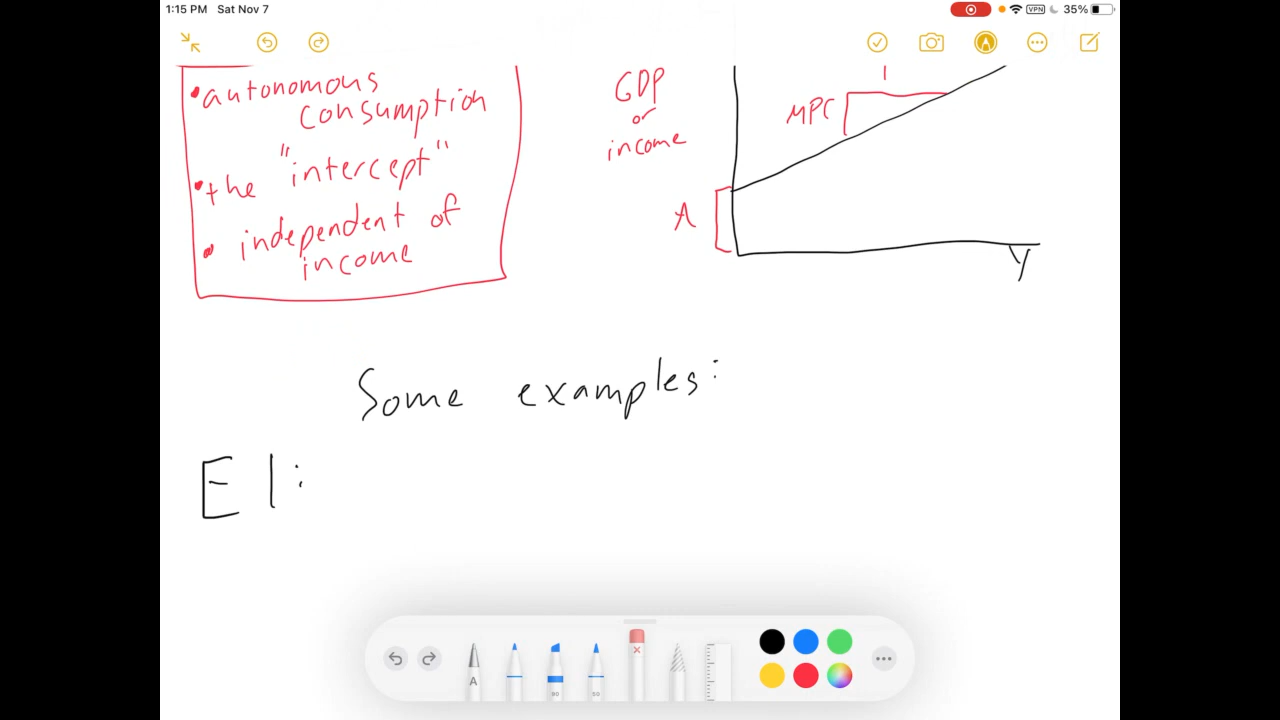 1:15 PM Sat Nov 7
VPN 35%
• autonomous
consumption
• the "intercept"
• independent of
income
GDP
or
income
1
MPC
A
Y
Some examples:
E1:
A